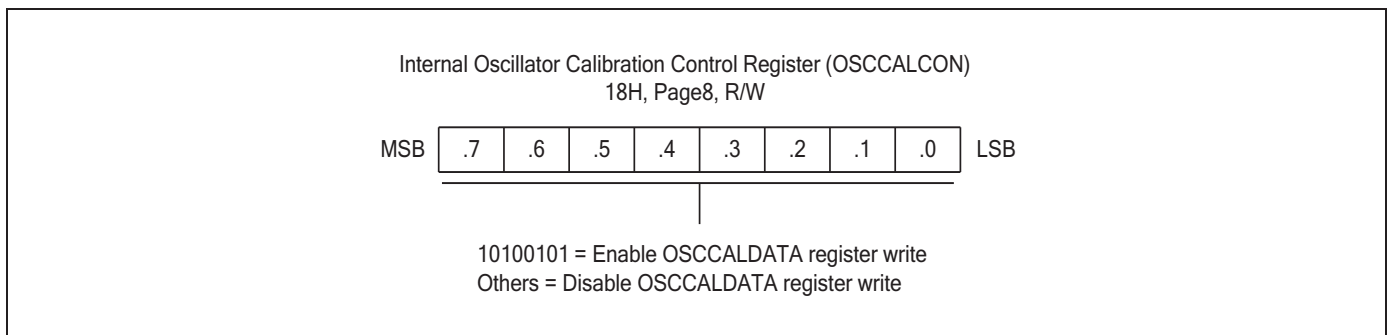 Internal Oscillator Calibration Control Register (OSCCALCON)
18H, Page8, R/W
MSB .7 .6 .5 .4 .3 .2 .1 .0 LSB
10100101 = Enable OSCCALDATA register write
Others = Disable OSCCALDATA register write